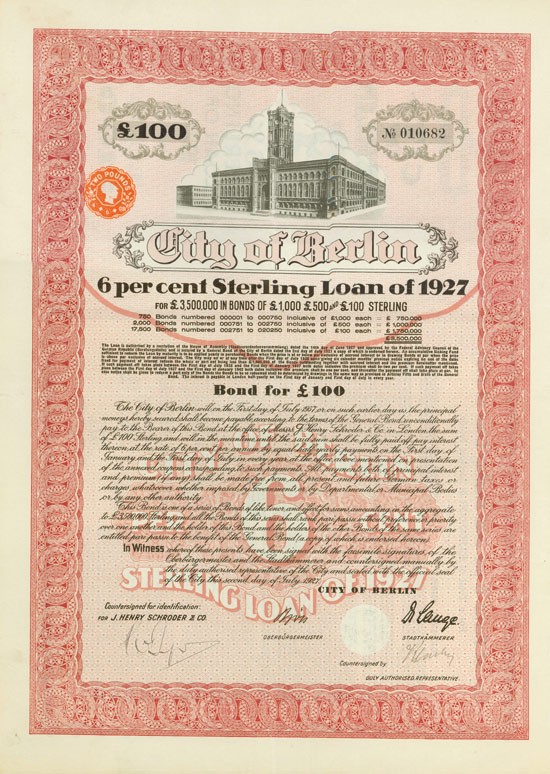 £100
№ 010682
TWO POUNDS
City of Berlin
6 per cent Sterling Loan of 1927
FOR £3,500,000 IN BONDS OF £1,000 £500 AND £100 STERLING
750 Bonds numbered 000001 to 000750 inclusive of £1,000 each = £ 750,000
2,000 Bonds numbered 000751 to 002750 inclusive of £500 each = £ 1,000,000
17,500 Bonds numbered 002751 to 020250 inclusive of £100 each = £ 1,750,000
£3,500,000
Bond for £100
The City of Berlin will on the First day of July 1957, or on such earlier day as the principal
moneys hereby secured shall become payable according to the terms of the General Bond, unconditionally
pay to the Bearer of this Bond at the office of Messrs J. Henry Schroder & Co. in London the sum
of £100 Sterling and will in the meantime until the said sum shall be fully paid off pay interest
thereon at the rate of 6 per cent per annum by equal half yearly payments on the First day of
January and the First day of July in every year at the office aforementioned on presentation
of the annexed coupons corresponding to such payments. All payments (both of principal, interest
and premium if any) shall be made free from all present and future German taxes or
charges whatsoever whether imposed by Governments or by Departmental or Municipal Bodies
or by any other authority.
This Bond is one of a series of Bonds of like tenor and effect for sums amounting in the aggregate
to £3,500,000 Sterling and all the Bonds of this series shall rank pari passu without preference or priority
over one another and the holder of this Bond and the holders of the other Bonds of this series are
entitled pari passu to the benefit of the General Bond (a copy of which is endorsed hereon).
In Witness whereof these presents have been signed with the facsimile signatures of the
Oberbürgermeister and the Stadtkämmerer and countersigned manually by
the duly authorised representative of the City and sealed with the official seal
of the City this second day of July 1927.
STERLING LOAN OF 1927
CITY OF BERLIN
Countersigned for identification:
FOR J. HENRY SCHRODER & CO.
OBERBÜRGERMEISTER
STADTKÄMMERER
Countersigned by
DULY AUTHORISED REPRESENTATIVE